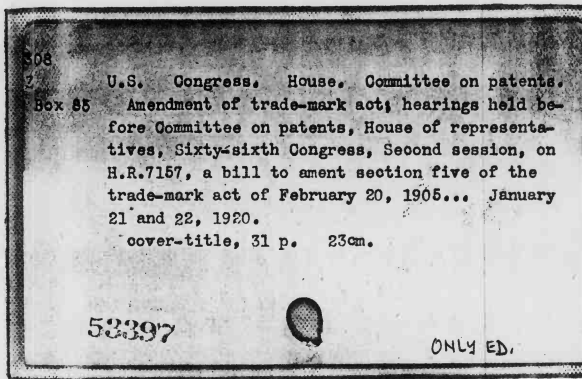 308
Z
U.S. Congress. House. Committee on patents.
Box 85 Amendment of trade-mark act; hearings held be-
fore Committee on patents, House of representa-
tives, Sixty-sixth Congress, Second session, on
H.R.7157, a bill to ament section five of the
trade-mark act of February 20, 1905... January
21 and 22, 1920.
cover-title, 31 p. 23cm.
53397
ONLY ED.